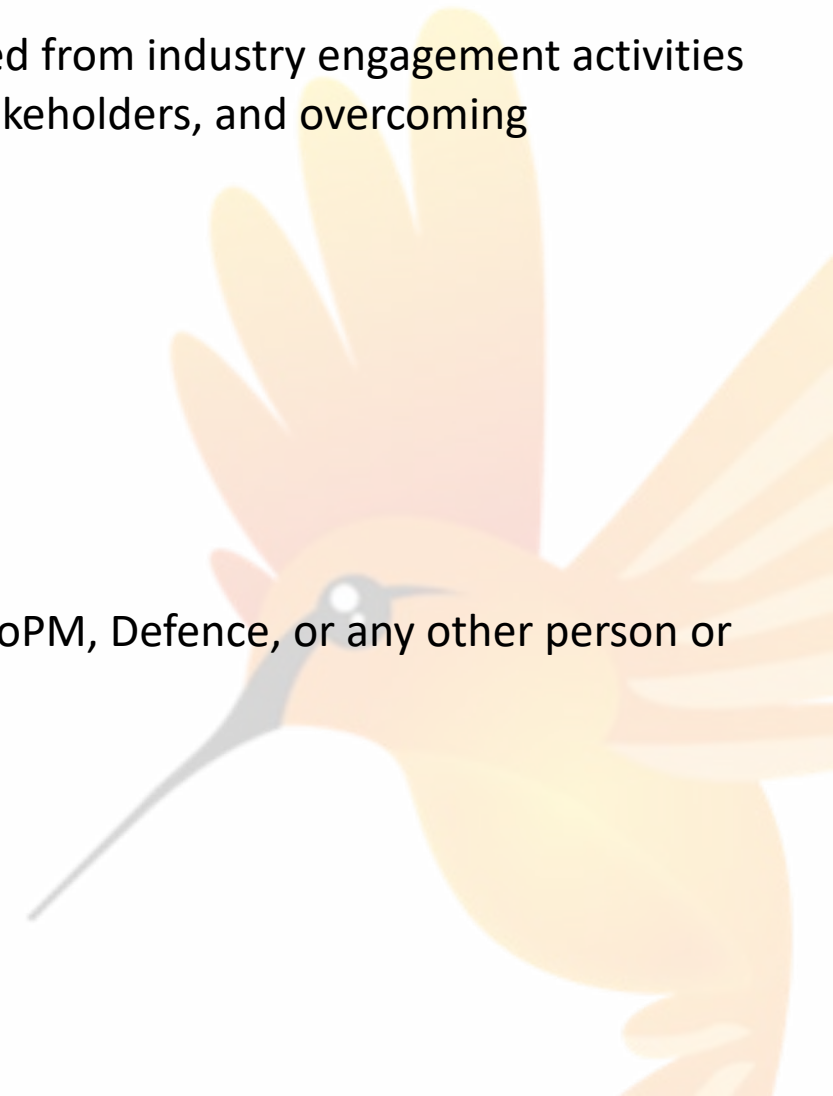 ed from industry engagement activities
keholders, and overcoming
oPM, Defence, or any other person or